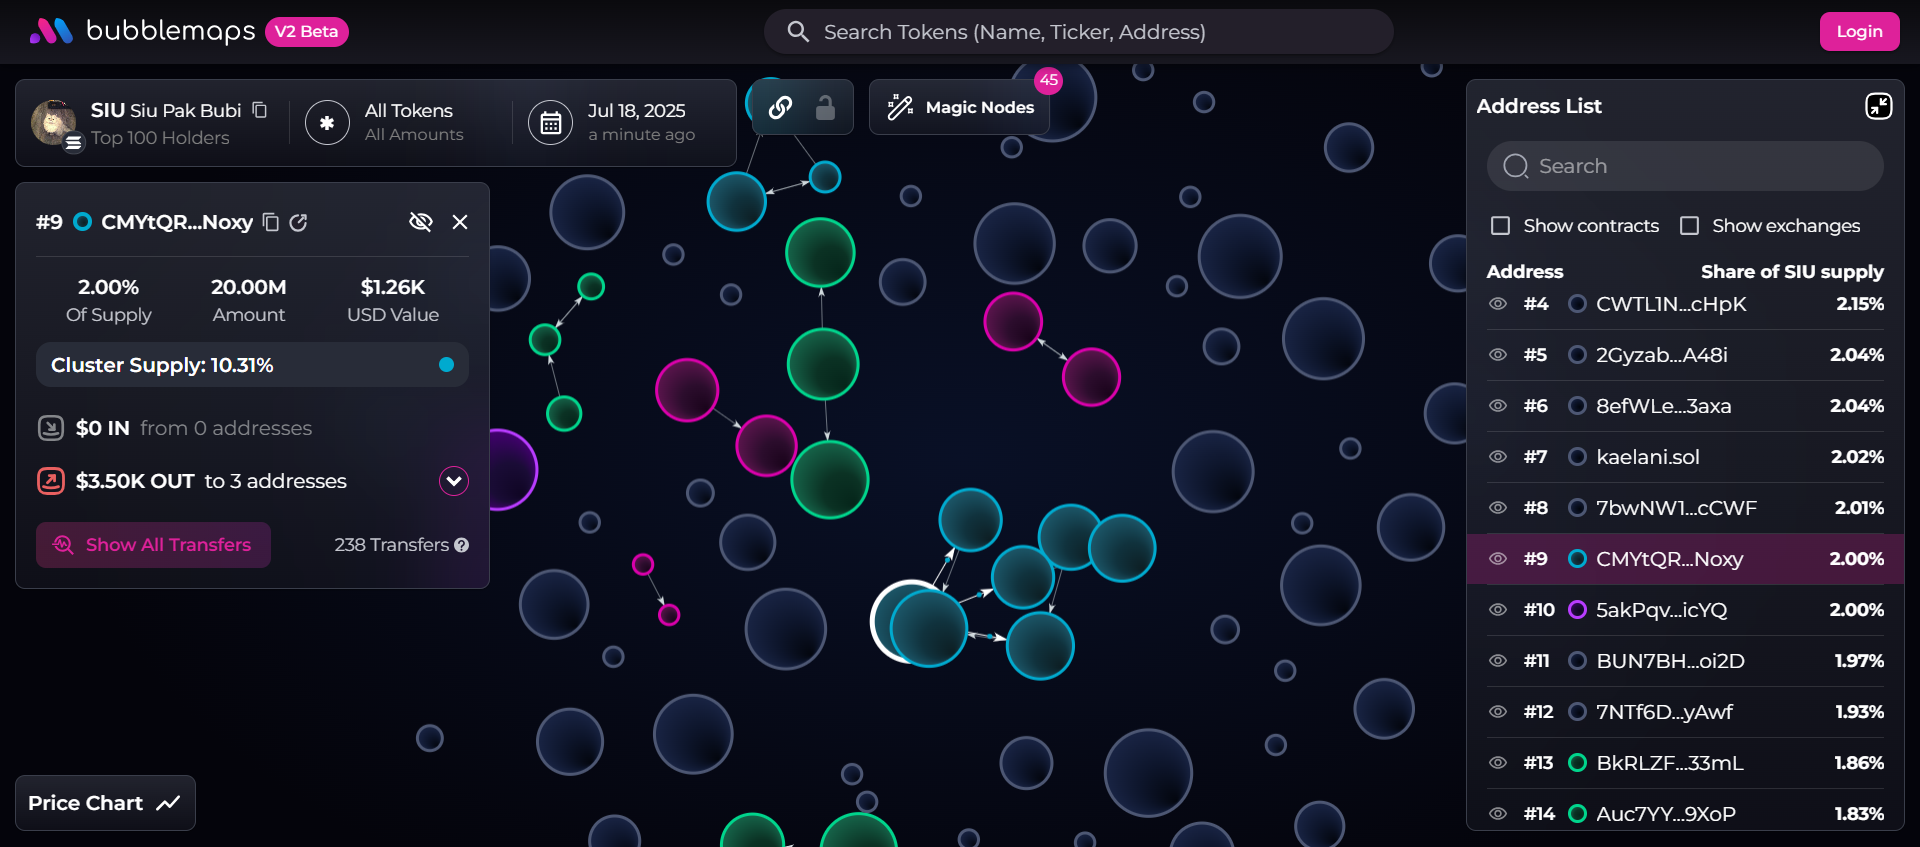 bubblemaps V2 Beta
Search Tokens (Name, Ticker, Address)
Login
SIU Siu Pak Bubi
Top 100 Holders
All Tokens
All Amounts
Jul 18, 2025
a minute ago
Magic Nodes
45
#9 CMYtQR...Noxy
2.00% 20.00M $1.26K
Of Supply Amount USD Value
Cluster Supply: 10.31%
$0 IN from 0 addresses
$3.50K OUT to 3 addresses
Show All Transfers 238 Transfers ?
Price Chart
Address List
Search
Show contracts Show exchanges
Address Share of SIU supply
#4 CWTL1N...cHpK 2.15%
#5 2Gyzab...A48i 2.04%
#6 8efWLe...3axa 2.04%
#7 kaelani.sol 2.02%
#8 7bwNW1...cCWF 2.01%
#9 CMYtQR...Noxy 2.00%
#10 5akPqv...icYQ 2.00%
#11 BUN7BH...oi2D 1.97%
#12 7NTf6D...yAwf 1.93%
#13 BkRLZF...33mL 1.86%
#14 Auc7YY...9XoP 1.83%